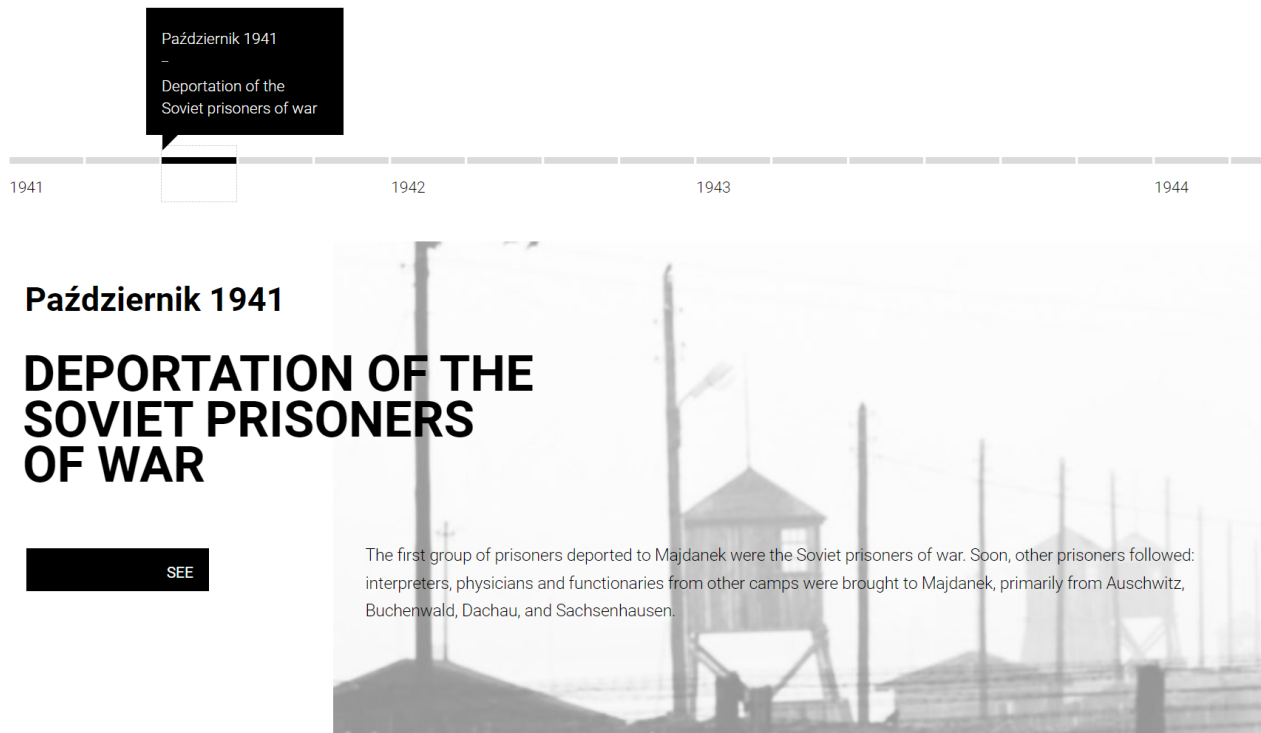 Październik 1941
–
Deportation of the
Soviet prisoners of war
1941
1942
1943
1944
Październik 1941
DEPORTATION OF THE
SOVIET PRISONERS
OF WAR
SEE
The first group of prisoners deported to Majdanek were the Soviet prisoners of war. Soon, other prisoners followed:
interpreters, physicians and functionaries from other camps were brought to Majdanek, primarily from Auschwitz,
Buchenwald, Dachau, and Sachsenhausen.